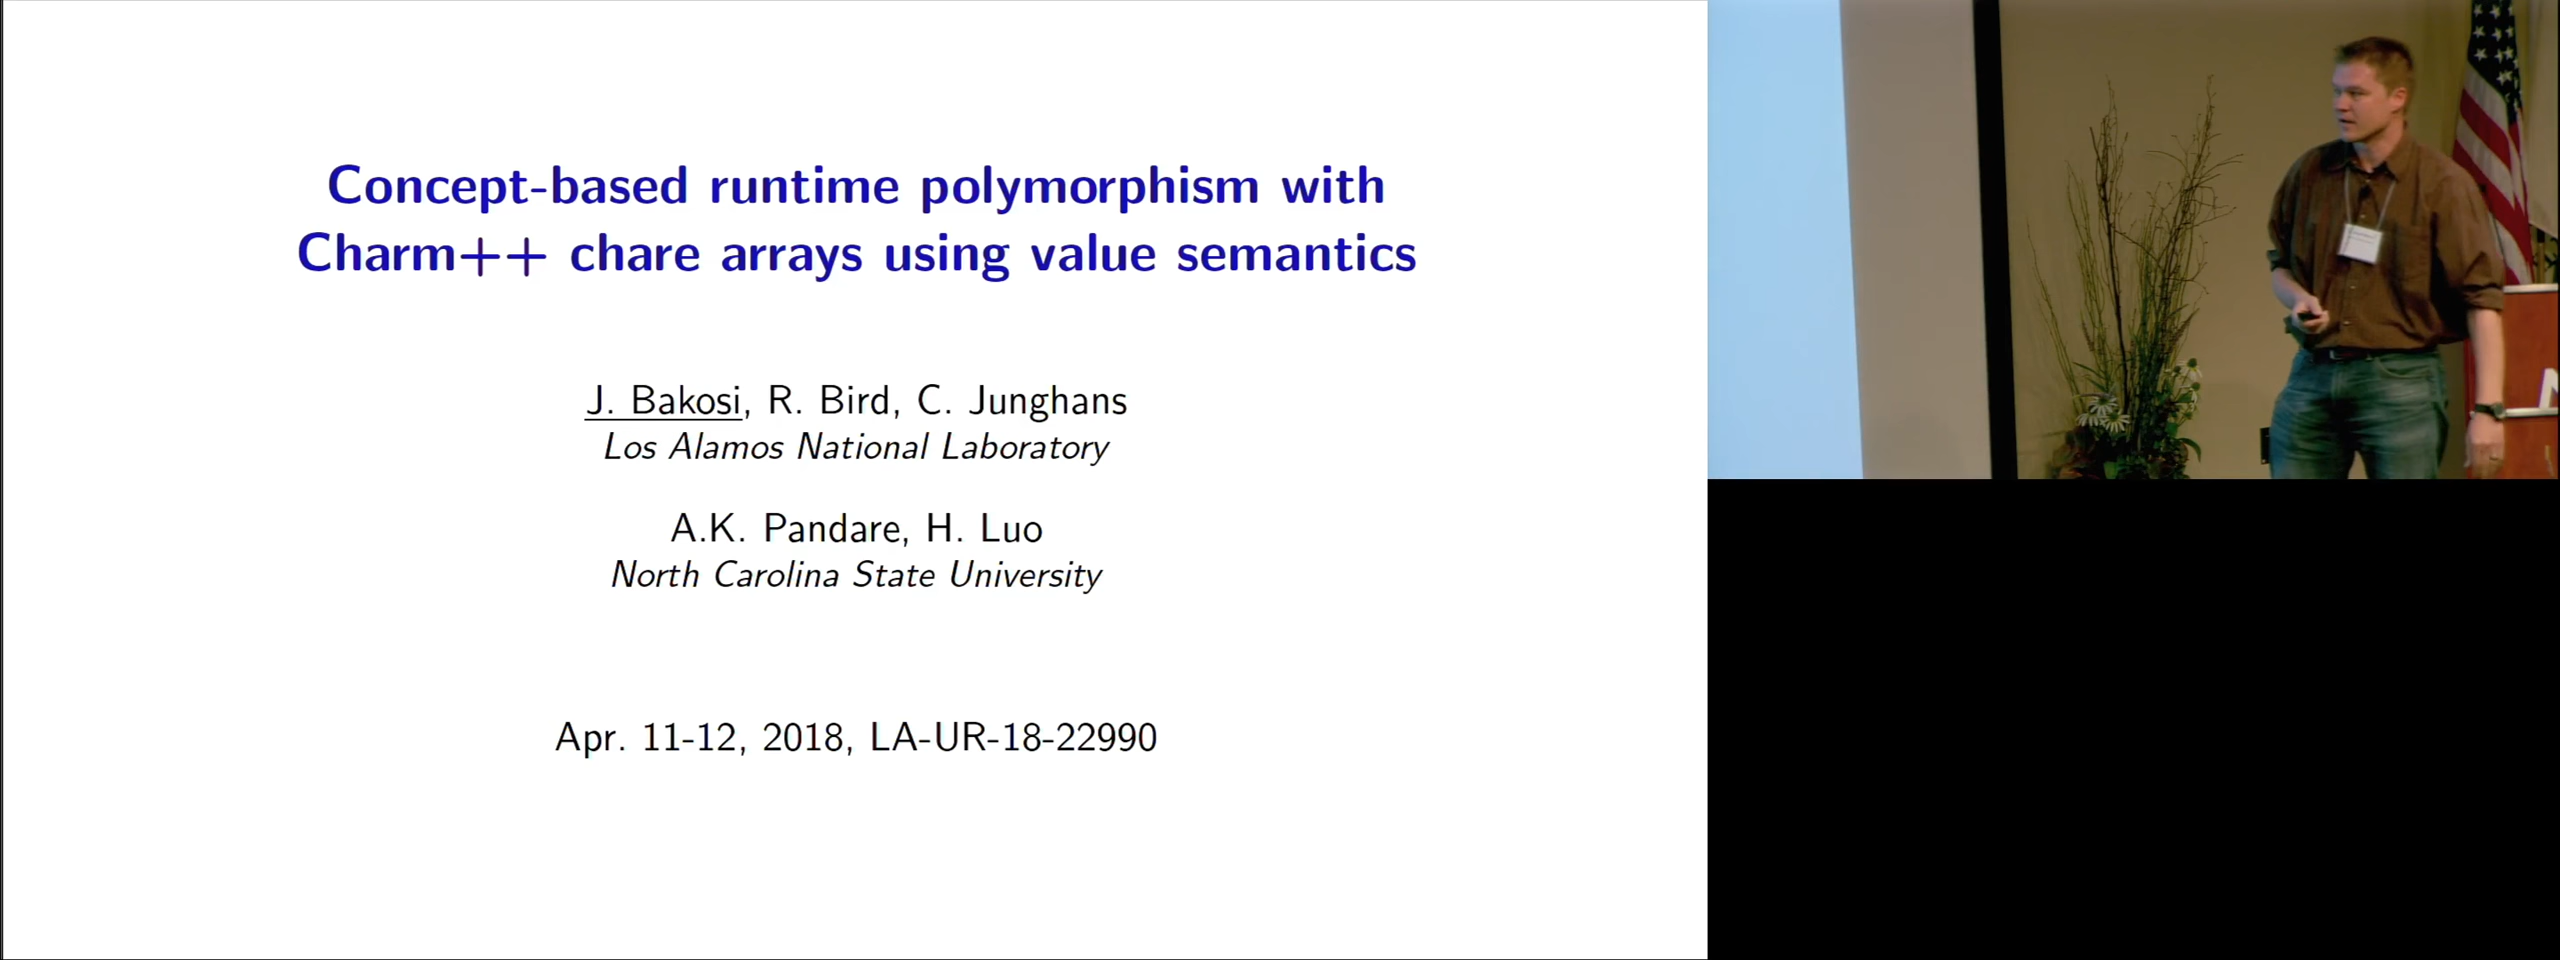 Concept-based runtime polymorphism with
Charm++ chare arrays using value semantics
J. Bakosi, R. Bird, C. Junghans
Los Alamos National Laboratory
A.K. Pandare, H. Luo
North Carolina State University
Apr. 11-12, 2018, LA-UR-18-22990